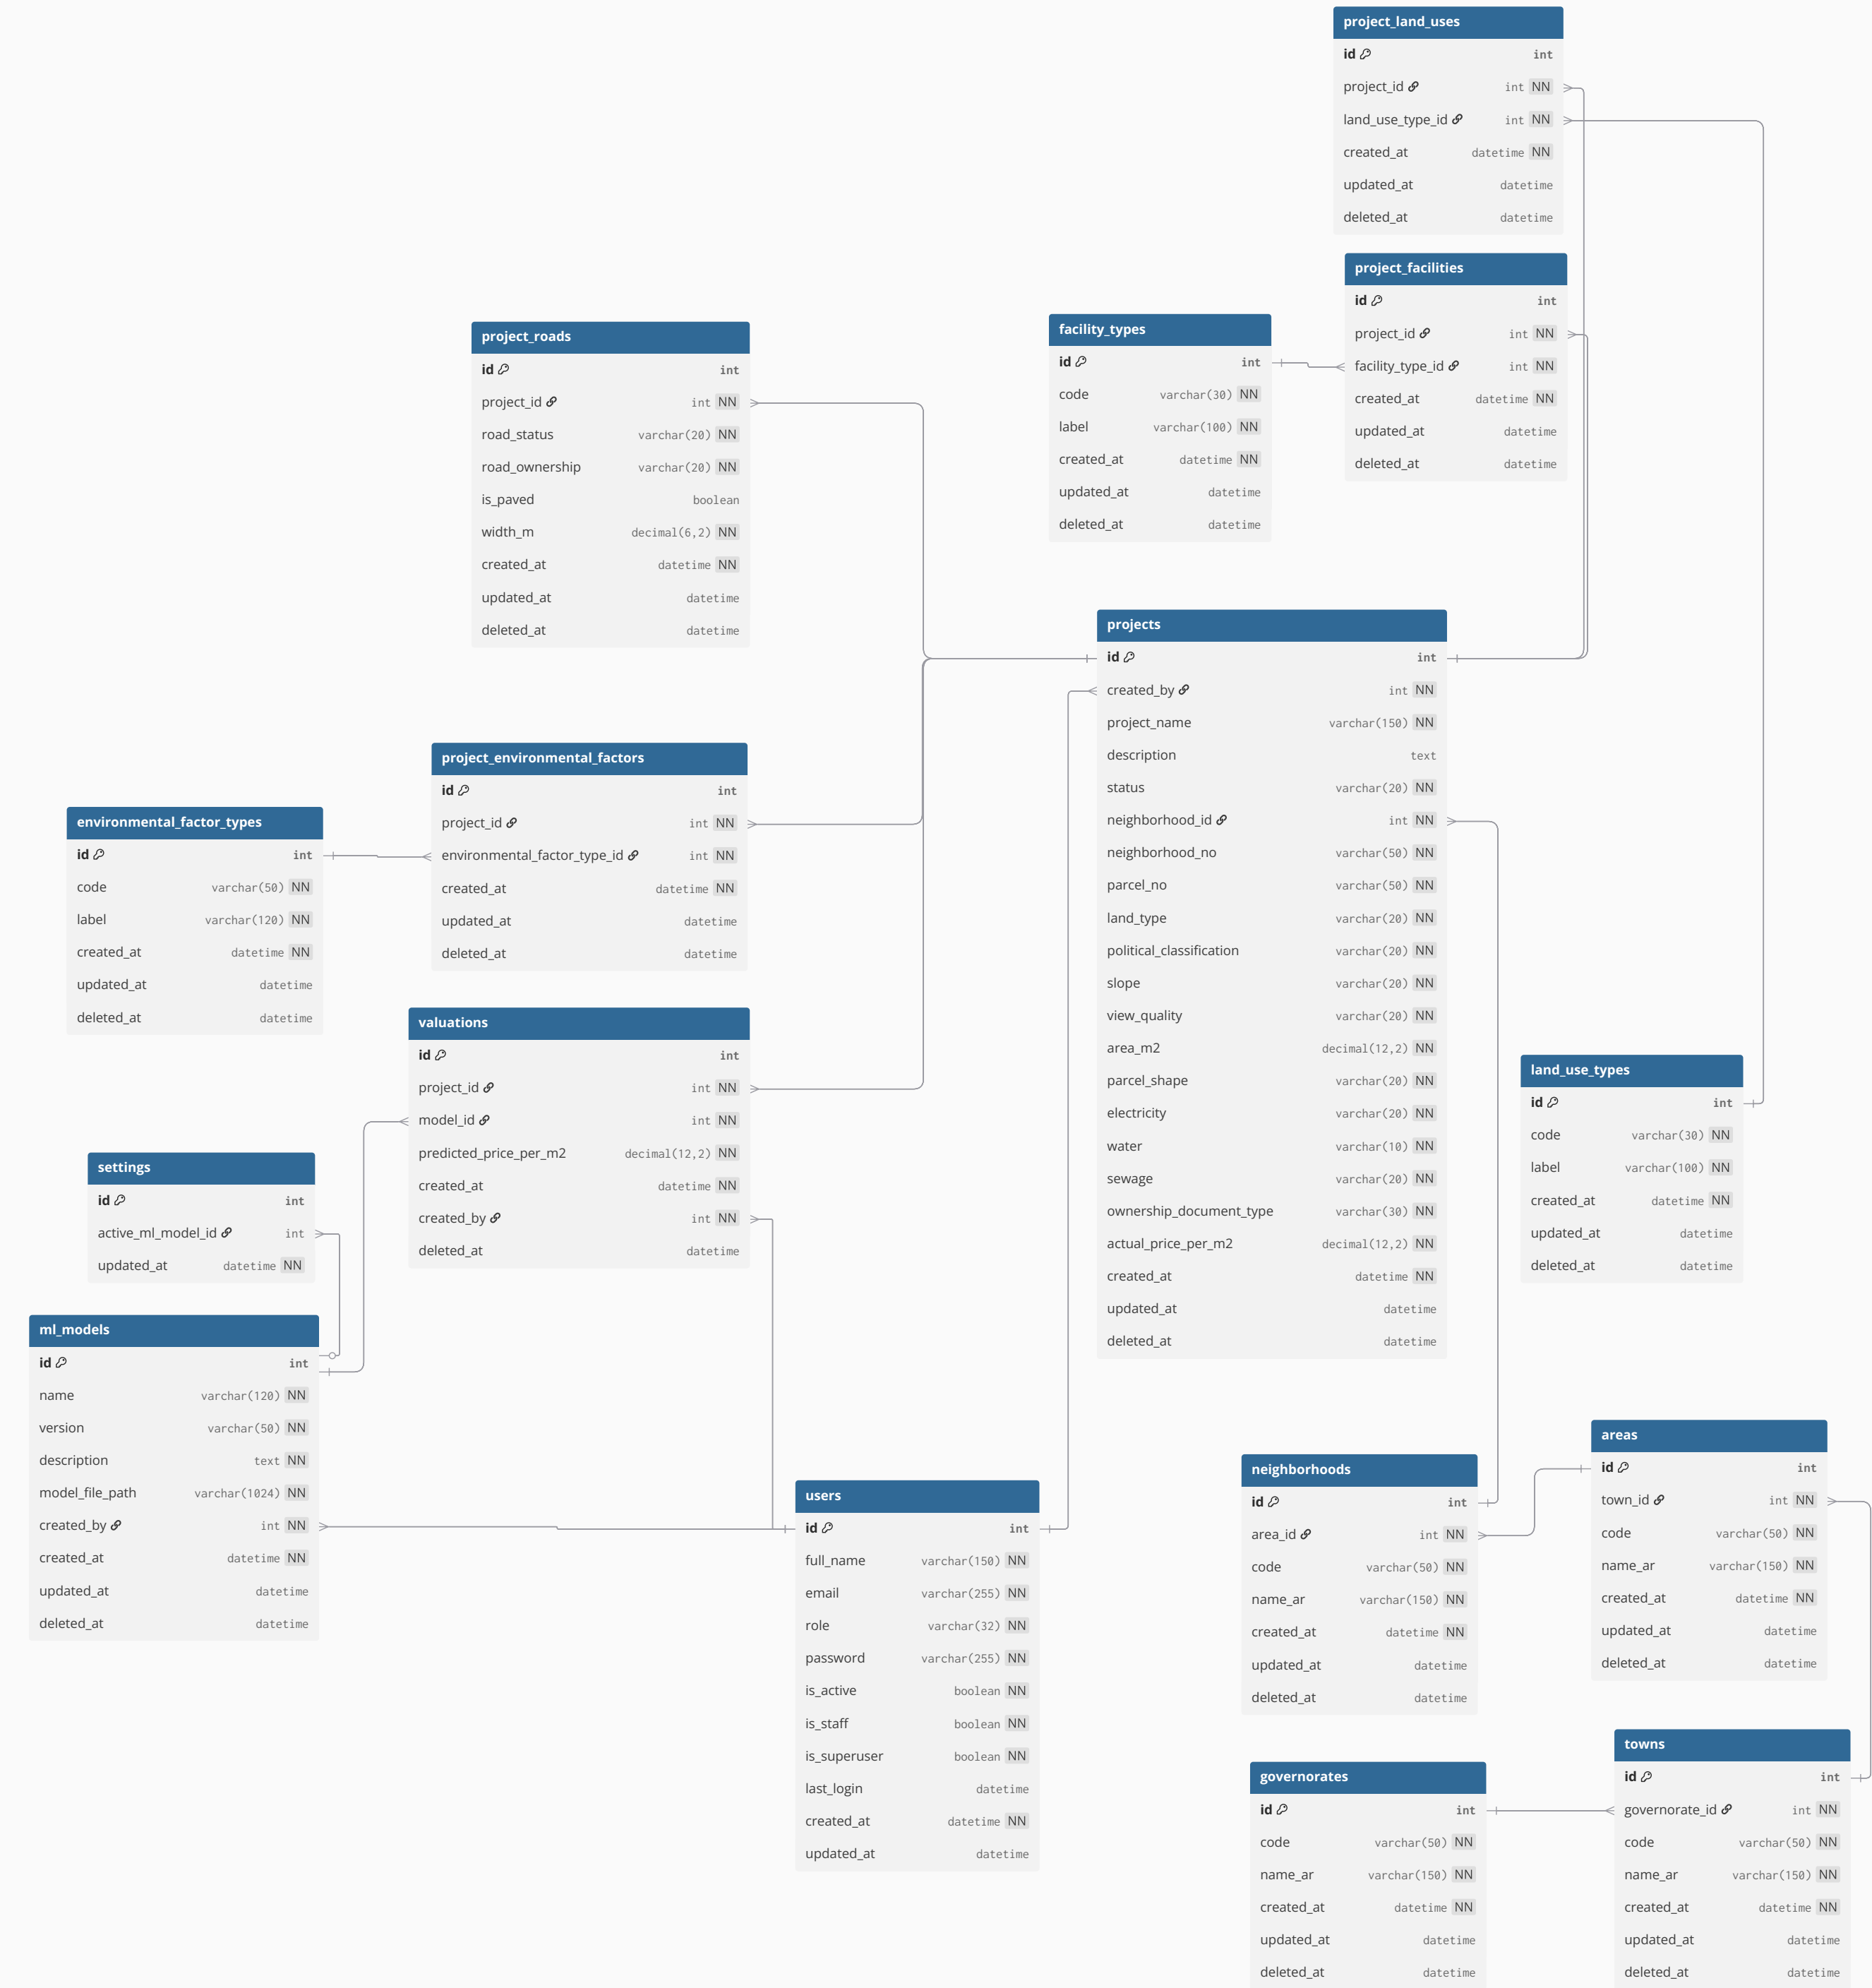 project_land_uses
id int
project_id int NN
land_use_type_id int NN
created_at datetime NN
updated_at datetime
deleted_at datetime
project_facilities
id int
project_id int NN
facility_type_id int NN
created_at datetime NN
updated_at datetime
deleted_at datetime
facility_types
id int
code varchar(30) NN
label varchar(100) NN
created_at datetime NN
updated_at datetime
deleted_at datetime
project_roads
id int
project_id int NN
road_status varchar(20) NN
road_ownership varchar(20) NN
is_paved boolean
width_m decimal(6,2) NN
created_at datetime NN
updated_at datetime
deleted_at datetime
projects
id int
created_by int NN
project_name varchar(150) NN
description text
status varchar(20) NN
neighborhood_id int NN
neighborhood_no varchar(50) NN
parcel_no varchar(50) NN
land_type varchar(20) NN
political_classification varchar(20) NN
slope varchar(20) NN
view_quality varchar(20) NN
area_m2 decimal(12,2) NN
parcel_shape varchar(20) NN
electricity varchar(20) NN
water varchar(10) NN
sewage varchar(20) NN
ownership_document_type varchar(30) NN
actual_price_per_m2 decimal(12,2) NN
created_at datetime NN
updated_at datetime
deleted_at datetime
project_environmental_factors
id int
project_id int NN
environmental_factor_type_id int NN
created_at datetime NN
updated_at datetime
deleted_at datetime
environmental_factor_types
id int
code varchar(50) NN
label varchar(120) NN
created_at datetime NN
updated_at datetime
deleted_at datetime
valuations
id int
project_id int NN
model_id int NN
predicted_price_per_m2 decimal(12,2) NN
created_at datetime NN
created_by int NN
deleted_at datetime
land_use_types
id int
code varchar(30) NN
label varchar(100) NN
created_at datetime NN
updated_at datetime
deleted_at datetime
settings
id int
active_ml_model_id int
updated_at datetime NN
ml_models
id int
name varchar(120) NN
version varchar(50) NN
description text NN
model_file_path varchar(1024) NN
created_by int NN
created_at datetime NN
updated_at datetime
deleted_at datetime
users
id int
full_name varchar(150) NN
email varchar(255) NN
role varchar(32) NN
password varchar(255) NN
is_active boolean NN
is_staff boolean NN
is_superuser boolean NN
last_login datetime
created_at datetime NN
updated_at datetime
neighborhoods
id int
area_id int NN
code varchar(50) NN
name_ar varchar(150) NN
created_at datetime NN
updated_at datetime
deleted_at datetime
areas
id int
town_id int NN
code varchar(50) NN
name_ar varchar(150) NN
created_at datetime NN
updated_at datetime
deleted_at datetime
governorates
id int
code varchar(50) NN
name_ar varchar(150) NN
created_at datetime NN
updated_at datetime
deleted_at datetime
towns
id int
governorate_id int NN
code varchar(50) NN
name_ar varchar(150) NN
created_at datetime NN
updated_at datetime
deleted_at datetime